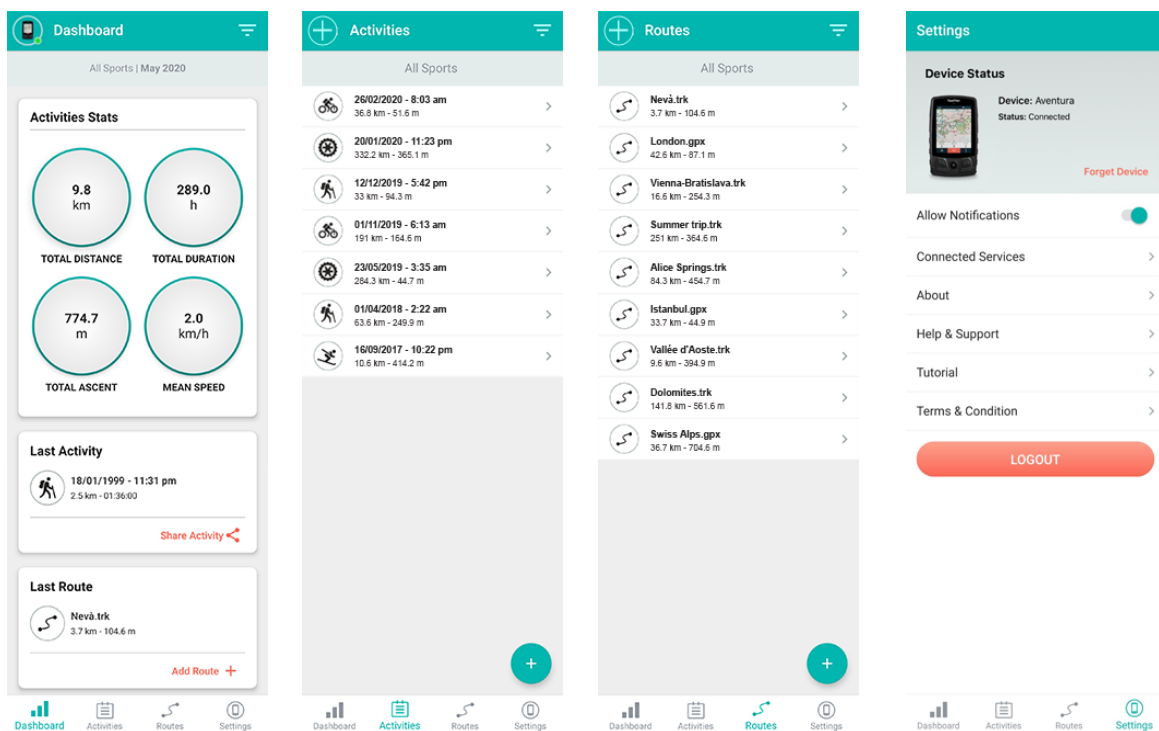 Dashboard
All Sports | May 2020
Activities Stats
9.8
km
289.0
h
TOTAL DISTANCE
TOTAL DURATION
774.7
m
2.0
km/h
TOTAL ASCENT
MEAN SPEED
Last Activity
18/01/1999 - 11:31 pm
2.5 km - 01:36:00
Share Activity
Last Route
Nevà.trk
3.7 km - 104.6 m
Add Route
Dashboard
Activities
Routes
Settings
Activities
All Sports
26/02/2020 - 8:03 am
36.8 km - 51.6 m
20/01/2020 - 11:23 pm
332.2 km - 365.1 m
12/12/2019 - 5:42 pm
33 km - 94.3 m
01/11/2019 - 6:13 am
191 km - 164.6 m
23/05/2019 - 3:35 am
284.3 km - 44.7 m
01/04/2018 - 2:22 am
63.6 km - 249.9 m
16/09/2017 - 10:22 pm
10.6 km - 414.2 m
Dashboard
Activities
Routes
Settings
Routes
All Sports
Nevà.trk
3.7 km - 104.6 m
London.gpx
42.6 km - 87.1 m
Vienna-Bratislava.trk
16.6 km - 254.3 m
Summer trip.trk
251 km - 364.6 m
Alice Springs.trk
84.3 km - 454.7 m
Istanbul.gpx
33.7 km - 44.9 m
Vallée d'Aoste.trk
9.6 km - 394.9 m
Dolomites.trk
141.8 km - 561.6 m
Swiss Alps.gpx
36.7 km - 704.6 m
Dashboard
Activities
Routes
Settings
Settings
Device Status
Device: Aventura
Status: Connected
Forget Device
Allow Notifications
Connected Services
About
Help & Support
Tutorial
Terms & Condition
LOGOUT
Dashboard
Activities
Routes
Settings